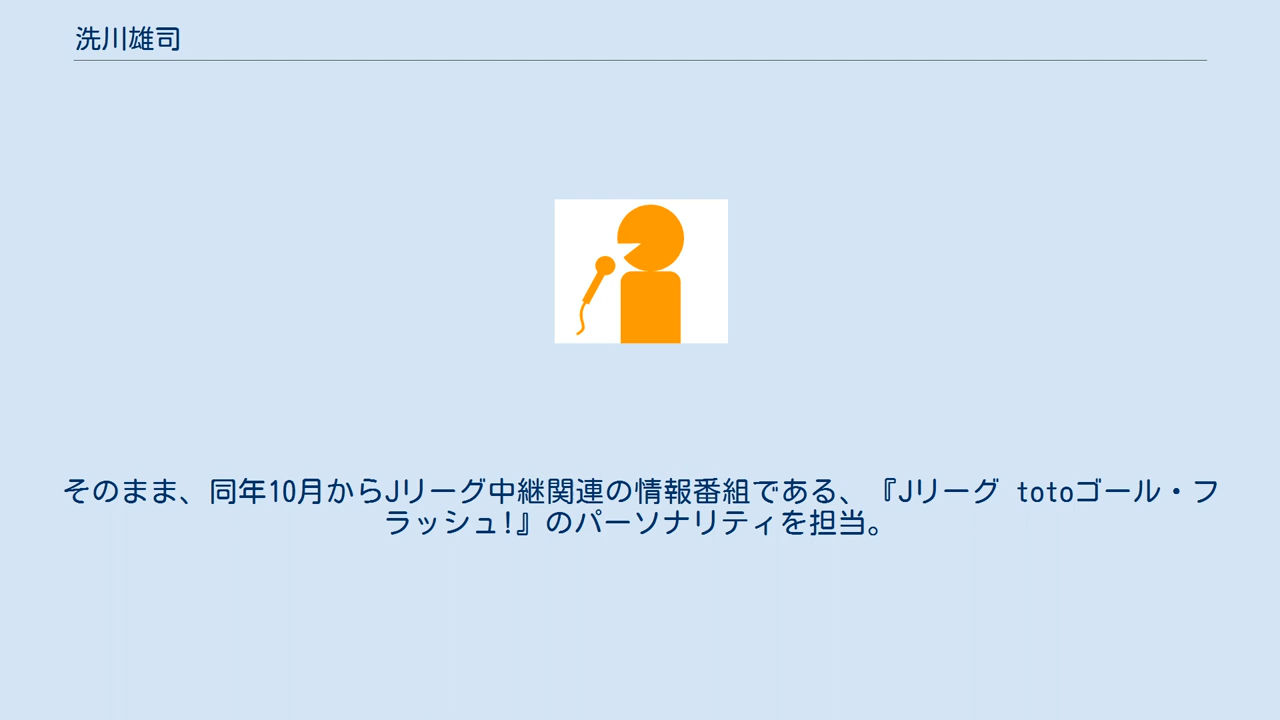 洗川雄司
そのまま、同年10月からJリーグ中継関連の情報番組である、『Jリーグ totoゴール・フ
ラッシュ!』のパーソナリティを担当。